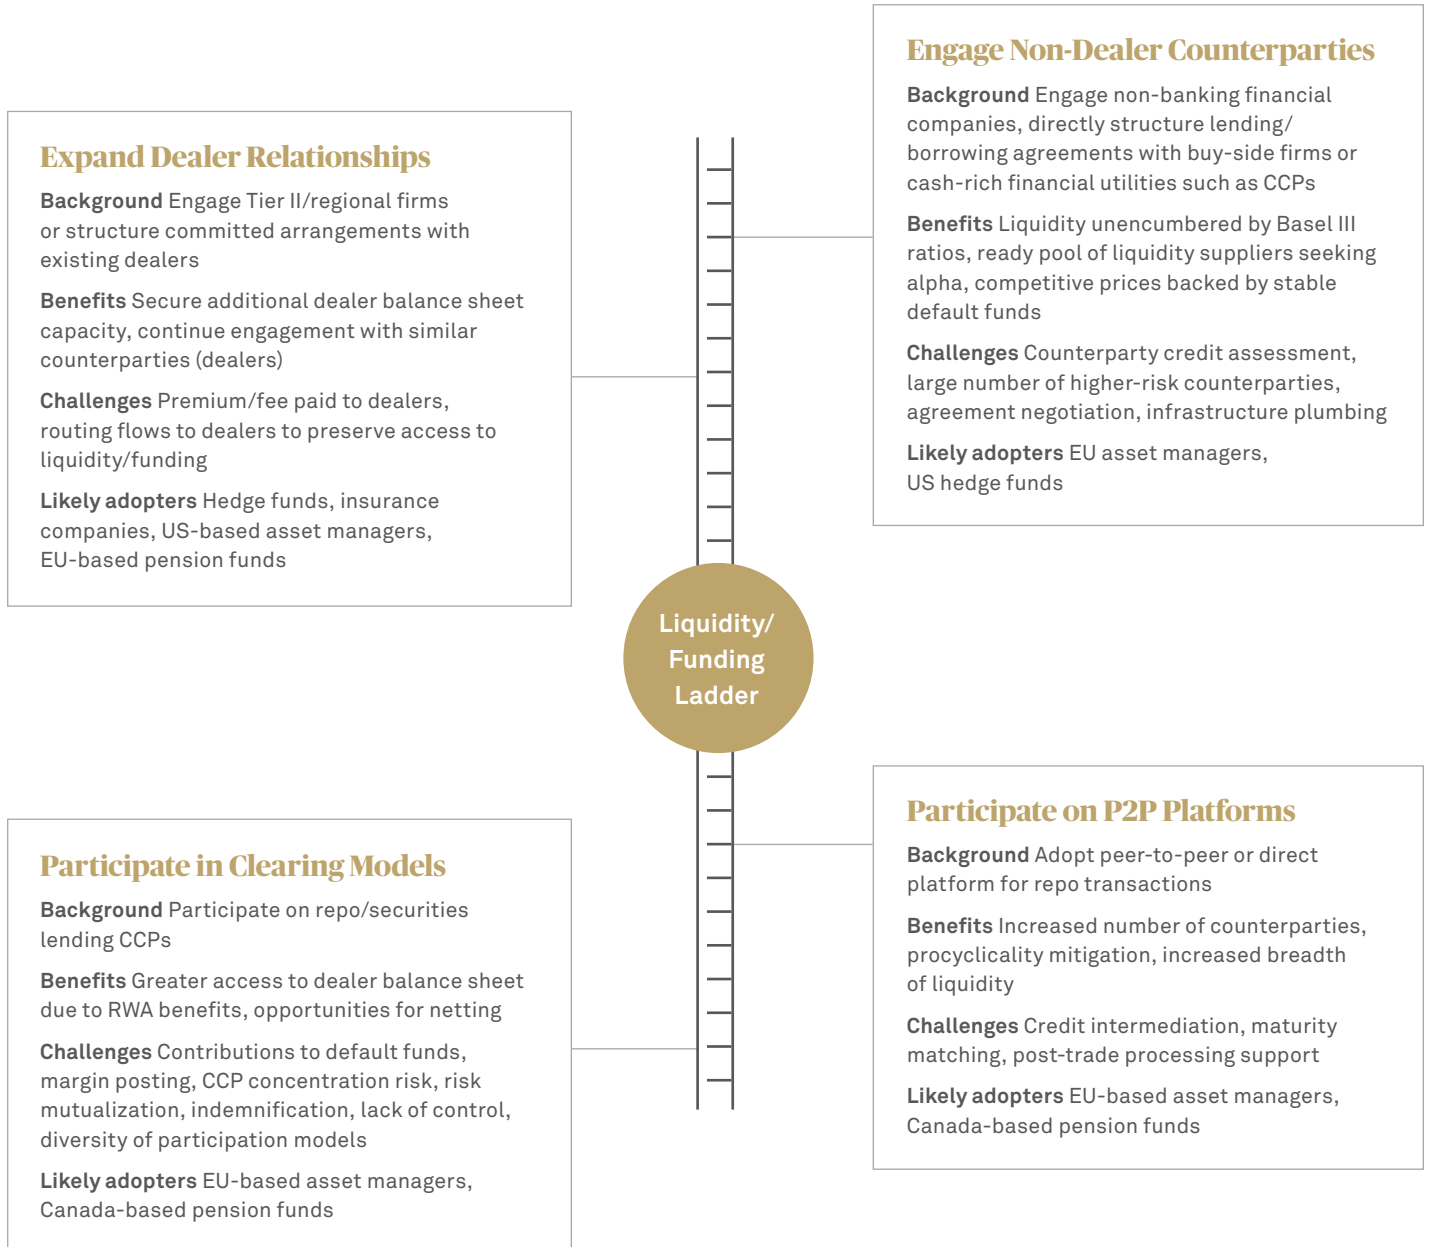 Expand Dealer Relationships
Background Engage Tier II/regional firms
or structure committed arrangements with
existing dealers
Benefits Secure additional dealer balance sheet
capacity, continue engagement with similar
counterparties (dealers)
Challenges Premium/fee paid to dealers,
routing flows to dealers to preserve access to
liquidity/funding
Likely adopters Hedge funds, insurance
companies, US-based asset managers,
EU-based pension funds
Engage Non-Dealer Counterparties
Background Engage non-banking financial
companies, directly structure lending/
borrowing agreements with buy-side firms or
cash-rich financial utilities such as CCPs
Benefits Liquidity unencumbered by Basel III
ratios, ready pool of liquidity suppliers seeking
alpha, competitive prices backed by stable
default funds
Challenges Counterparty credit assessment,
large number of higher-risk counterparties,
agreement negotiation, infrastructure plumbing
Likely adopters EU asset managers,
US hedge funds
Liquidity/
Funding
Ladder
Participate in Clearing Models
Background Participate on repo/securities
lending CCPs
Benefits Greater access to dealer balance sheet
due to RWA benefits, opportunities for netting
Challenges Contributions to default funds,
margin posting, CCP concentration risk, risk
mutualization, indemnification, lack of control,
diversity of participation models
Likely adopters EU-based asset managers,
Canada-based pension funds
Participate on P2P Platforms
Background Adopt peer-to-peer or direct
platform for repo transactions
Benefits Increased number of counterparties,
procyclicality mitigation, increased breadth
of liquidity
Challenges Credit intermediation, maturity
matching, post-trade processing support
Likely adopters EU-based asset managers,
Canada-based pension funds